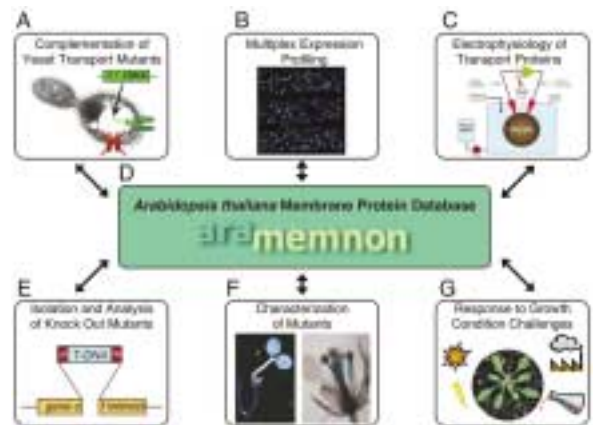 A
Complementation of
Yeast Transport Mutants
B
Multiplex Expression
Profiling
C
Electrophysiology of
Transport Proteins
D
Arabidopsis thaliana Membrane Protein Database
aramemnon
E
Isolation and Analysis
of Knock Out Mutants
T-DNA
F
Characterization
of Mutants
G
Response to Growth
Condition Challenges